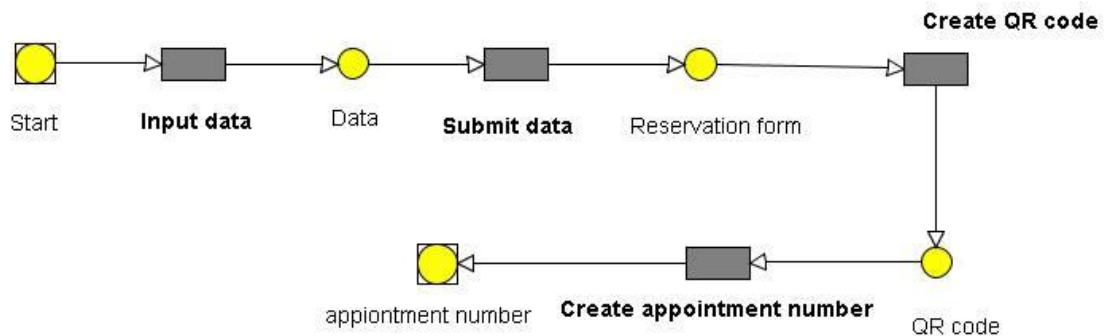 Create QR code
Start
Input data
Data
Submit data
Reservation form
appiontment number
Create appointment number
QR code